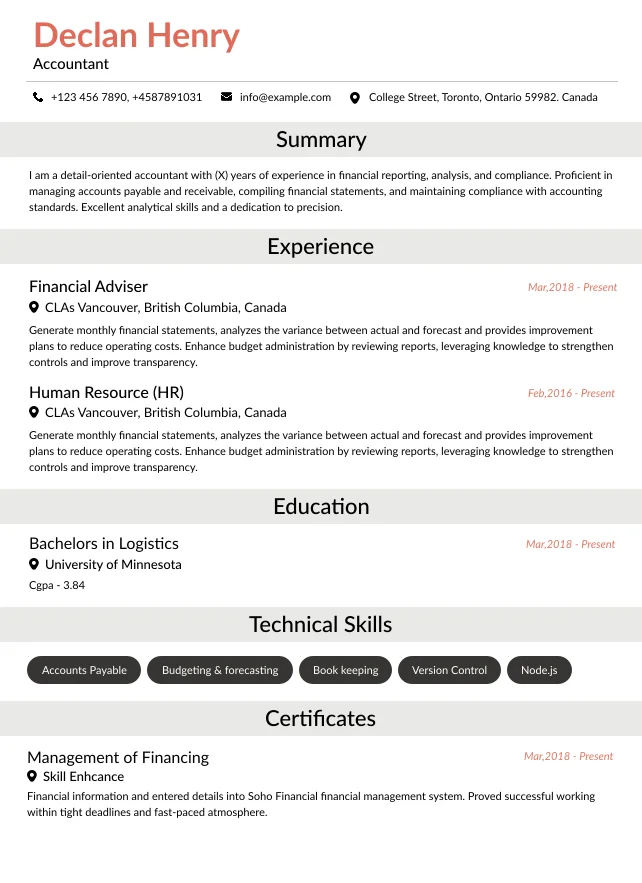 Declan Henry
Accountant
+123 456 7890, +4587891031 info@example.com College Street, Toronto, Ontario 59982. Canada
Summary
I am a detail-oriented accountant with (X) years of experience in financial reporting, analysis, and compliance. Proficient in
managing accounts payable and receivable, compiling financial statements, and maintaining compliance with accounting
standards. Excellent analytical skills and a dedication to precision.
Experience
Financial Adviser Mar,2018 - Present
CLAs Vancouver, British Columbia, Canada
Generate monthly financial statements, analyzes the variance between actual and forecast and provides improvement
plans to reduce operating costs. Enhance budget administration by reviewing reports, leveraging knowledge to strengthen
controls and improve transparency.
Human Resource (HR) Feb,2016 - Present
CLAs Vancouver, British Columbia, Canada
Generate monthly financial statements, analyzes the variance between actual and forecast and provides improvement
plans to reduce operating costs. Enhance budget administration by reviewing reports, leveraging knowledge to strengthen
controls and improve transparency.
Education
Bachelors in Logistics Mar,2018 - Present
University of Minnesota
Cgpa - 3.84
Technical Skills
Accounts Payable Budgeting & forecasting Book keeping Version Control Node.js
Certificates
Management of Financing Mar,2018 - Present
Skill Enhcance
Financial information and entered details into Soho Financial financial management system. Proved successful working
within tight deadlines and fast-paced atmosphere.